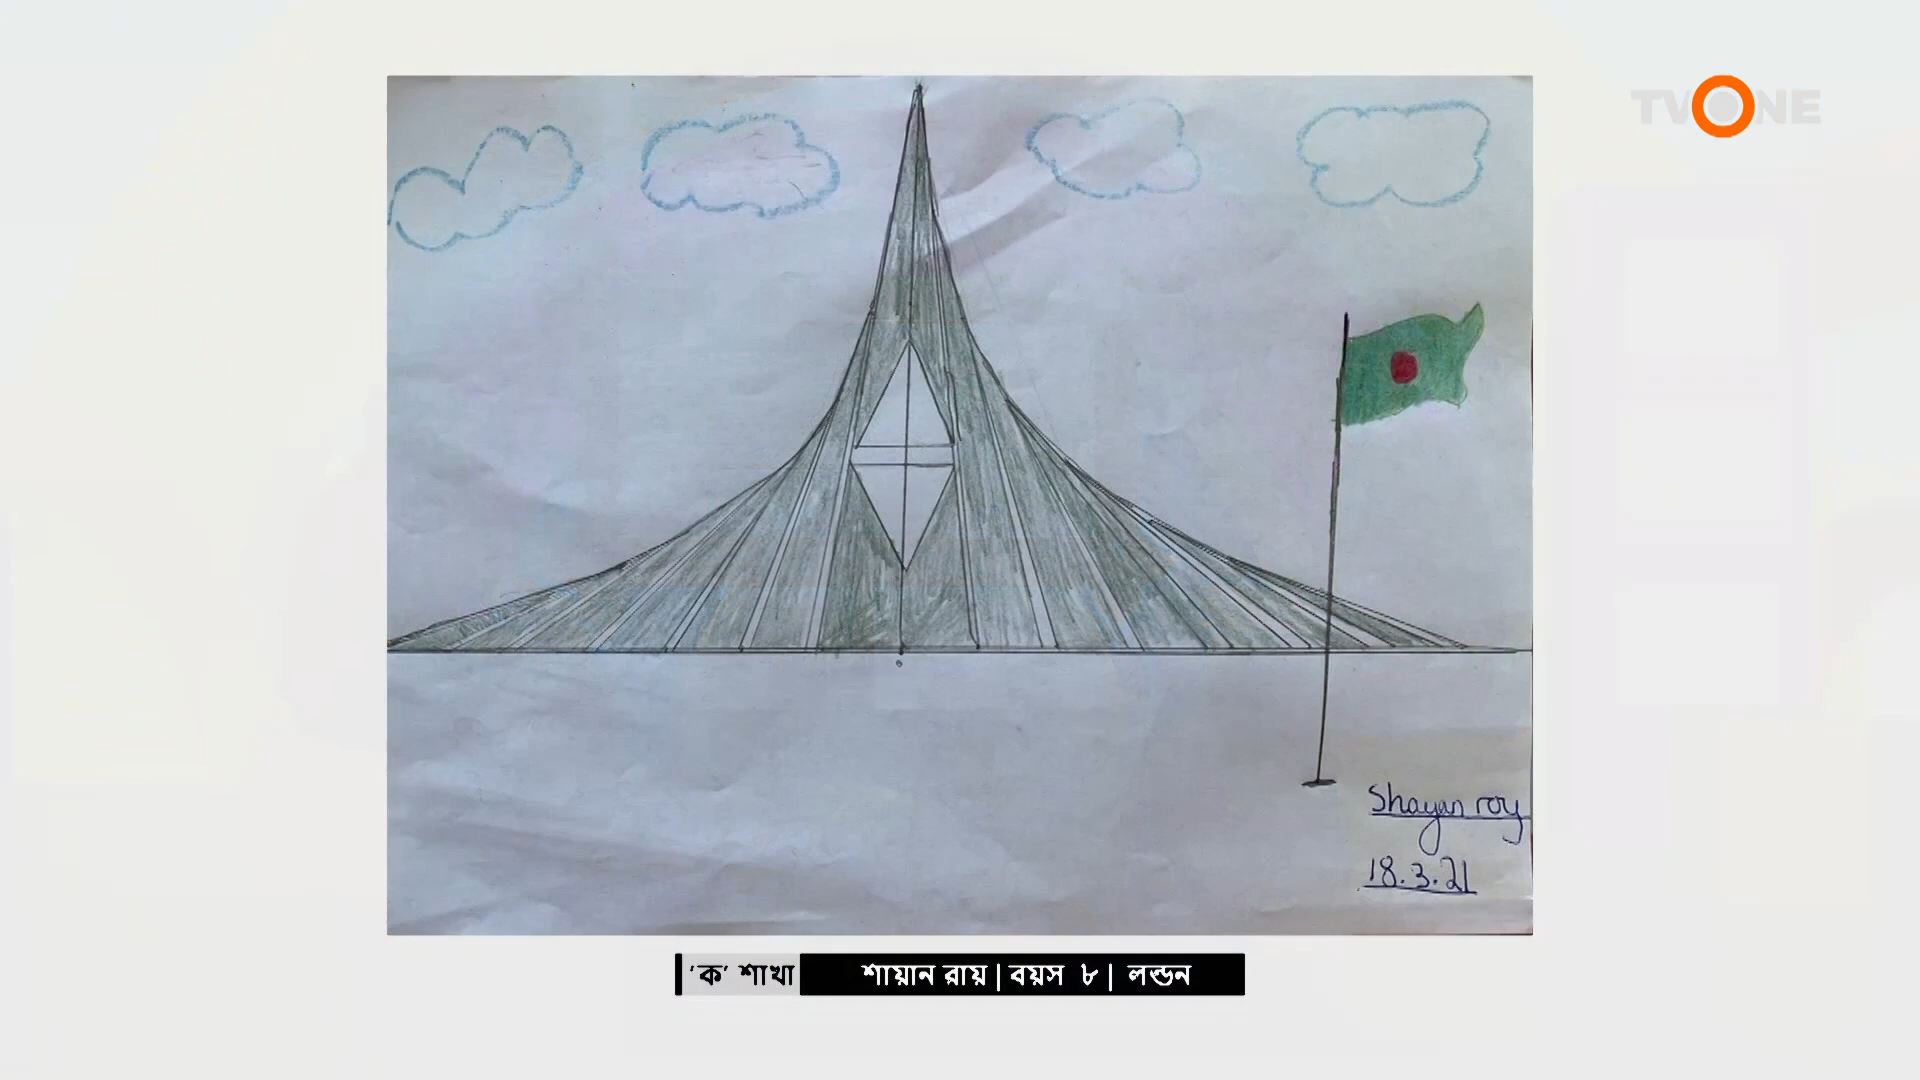 TVONE
Shayan roy
18.3.21
'ক' শাখা শায়ান রায় | বয়স ৮ | লন্ডন